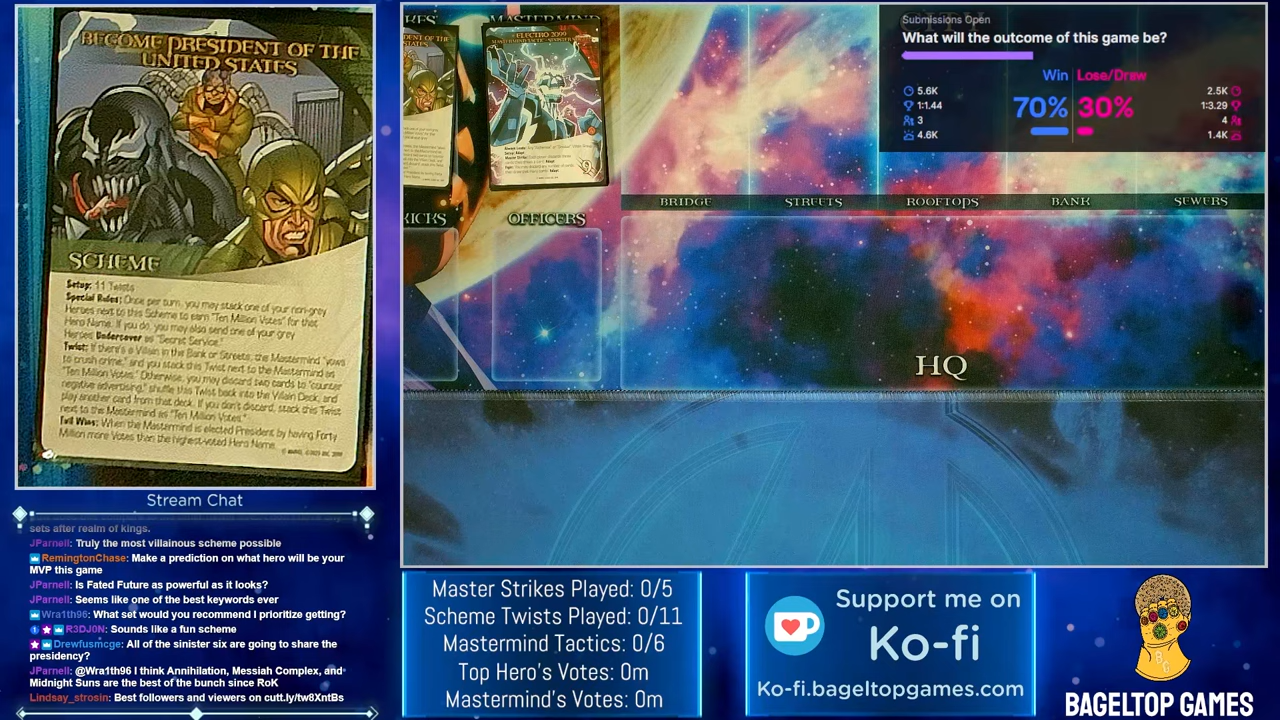 BECOME PRESIDENT OF THE
UNITED STATES
SCHEME
Setup: 11 Twists
Special Rules: Once per turn, you may stack one of your non-grey
Heroes next to this Scheme to earn "Ten Million Votes" for that
Hero Name. If you do, you may also send one of your grey
Heroes Undercover as "Secret Service."
Twist: If there's a Villain in the Bank or Streets, the Mastermind "vows
to crush crime," and you stack this Twist next to the Mastermind as
"Ten Million Votes." Otherwise, you may discard two cards to "counter
negative advertising," shuffle this Twist back into the Villain Deck, and
play another card from that deck. If you don't discard, stack this Twist
next to the Mastermind as "Ten Million Votes."
Evil Wins: When the Mastermind is elected President by having Forty
Million more Votes than the highest-voted Hero Name.
Stream Chat
sets after realm of kings.
JParnell: Truly the most villainous scheme possible
RemingtonChase: Make a prediction on what hero will be your
MVP this game
JParnell: Is Fated Future as powerful as it looks?
JParnell: Seems like one of the best keywords ever
Wra1th96: What set would you recommend I prioritize getting?
R3DJ0N: Sounds like a fun scheme
Drewfusmcge: All of the sinister six are going to share the
presidency?
JParnell: @Wra1th96 I think Annihilation, Messiah Complex, and
Midnight Suns are the best of the bunch since RoK
Lindsay_strosin: Best followers and viewers on cutt.ly/tw8XntBs
MASTERMIND
ELECTRO 2099
OFFICERS
Submissions Open
What will the outcome of this game be?
Win
Lose/Draw
5.6K
1:1.44
3
4.6K
70%
30%
2.5K
1:3.29
4
1.4K
BRIDGE
STREETS
ROOFTOPS
BANK
SEWERS
HQ
Master Strikes Played: 0/5
Scheme Twists Played: 0/11
Mastermind Tactics: 0/6
Top Hero's Votes: 0m
Mastermind's Votes: 0m
Support me on
Ko-fi
Ko-fi.bageltopgames.com
BAGELTOP GAMES